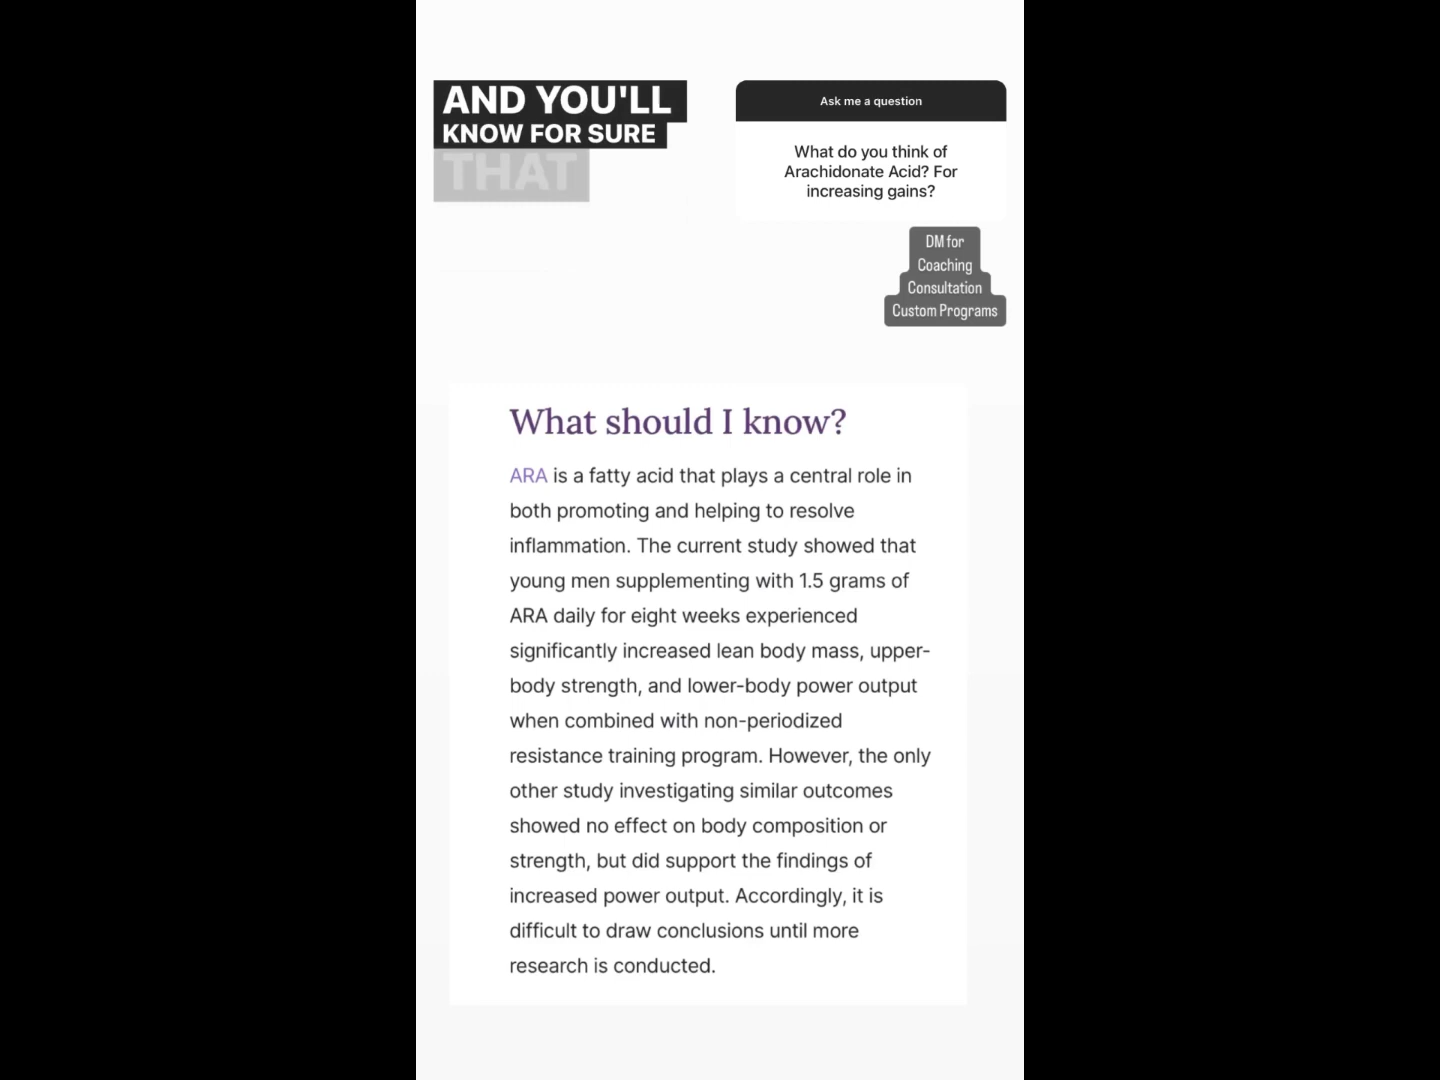 AND YOU'LL
KNOW FOR SURE
THAT
Ask me a question
What do you think of
Arachidonate Acid? For
increasing gains?
DM for
Coaching
Consultation
Custom Programs
What should I know?
ARA is a fatty acid that plays a central role in
both promoting and helping to resolve
inflammation. The current study showed that
young men supplementing with 1.5 grams of
ARA daily for eight weeks experienced
significantly increased lean body mass, upper-
body strength, and lower-body power output
when combined with non-periodized
resistance training program. However, the only
other study investigating similar outcomes
showed no effect on body composition or
strength, but did support the findings of
increased power output. Accordingly, it is
difficult to draw conclusions until more
research is conducted.